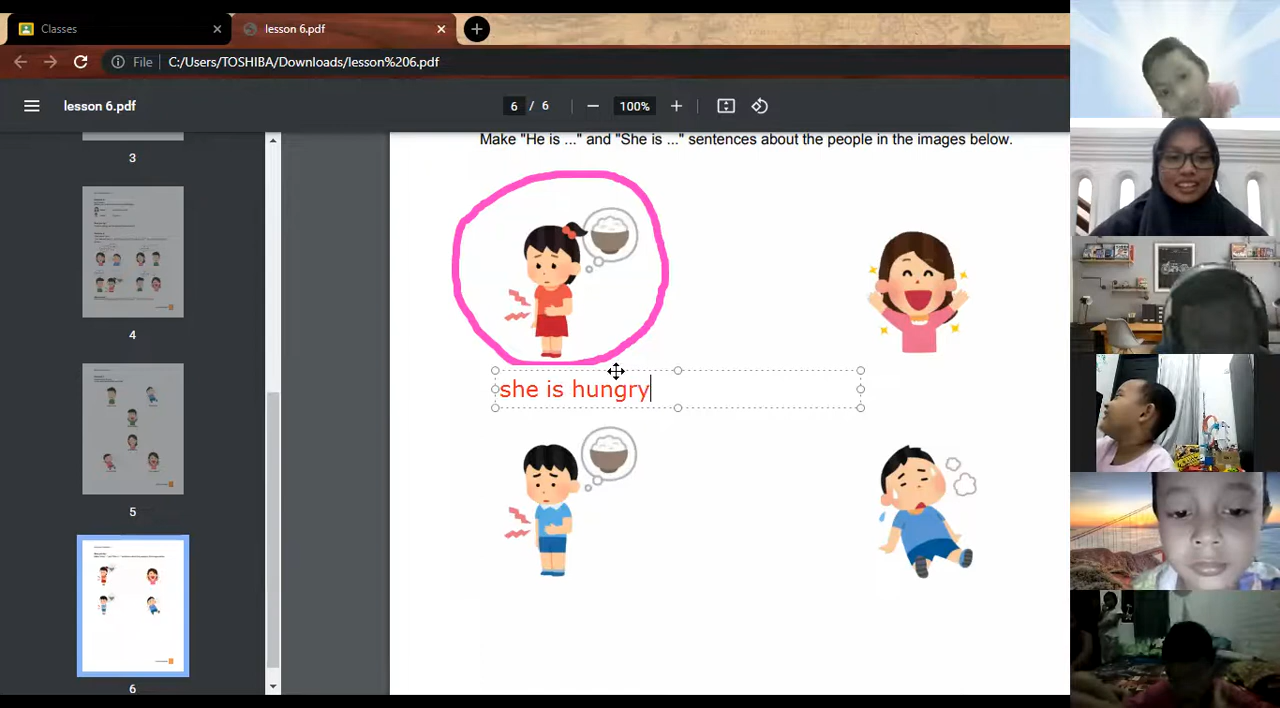 Classes
lesson 6.pdf
File
C:/Users/TOSHIBA/Downloads/lesson%206.pdf
lesson 6.pdf
6 / 6
100%
Make "He is ..." and "She is ..." sentences about the people in the images below.
3
4
5
6
she is hungry